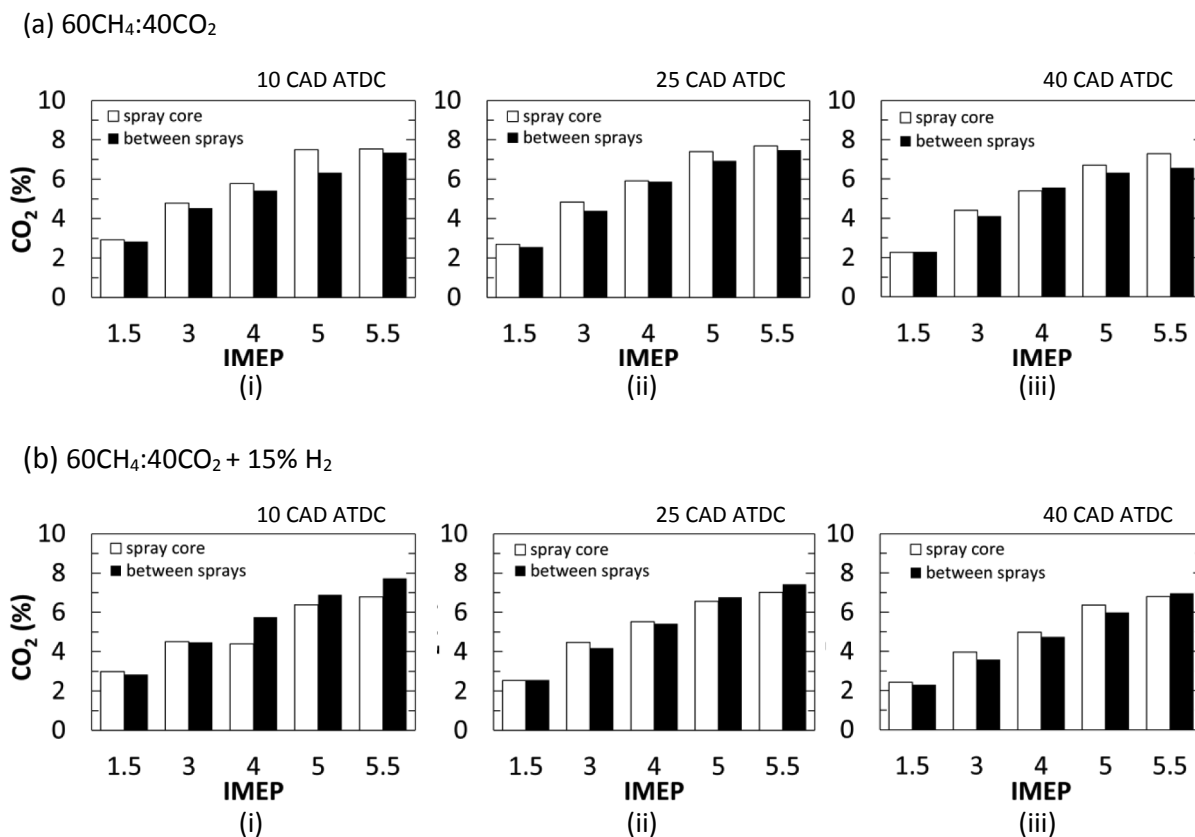 (a) 60CH₄:40CO₂
10 CAD ATDC
10
8
6
4
2
0
CO₂ (%)
spray core
between sprays
1.5 3 4 5 5.5
IMEP
(i)
25 CAD ATDC
10
8
6
4
2
0
spray core
between sprays
1.5 3 4 5 5.5
IMEP
(ii)
40 CAD ATDC
10
8
6
4
2
0
spray core
between sprays
1.5 3 4 5 5.5
IMEP
(iii)
(b) 60CH₄:40CO₂ + 15% H₂
10 CAD ATDC
10
8
6
4
2
0
CO₂ (%)
spray core
between sprays
1.5 3 4 5 5.5
IMEP
(i)
25 CAD ATDC
10
8
6
4
2
0
spray core
between sprays
1.5 3 4 5 5.5
IMEP
(ii)
40 CAD ATDC
10
8
6
4
2
0
spray core
between sprays
1.5 3 4 5 5.5
IMEP
(iii)